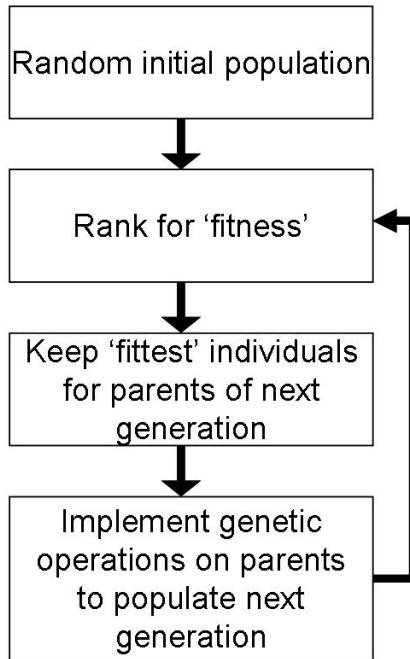 Random initial population
Rank for ‘fitness’
Keep ‘fittest’ individuals
for parents of next
generation
Implement genetic
operations on parents
to populate next
generation